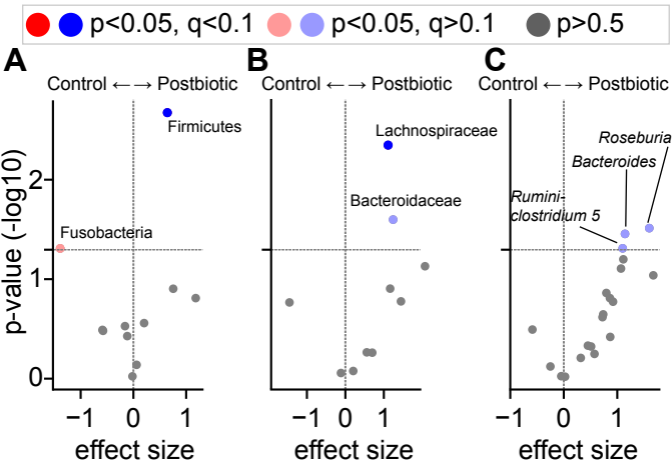 p<0.05, q<0.1 p<0.05, q>0.1 p>0.5
A B C
Control ←→ Postbiotic Control ←→ Postbiotic Control ←→ Postbiotic
Firmicutes
Fusobacteria
Lachnospiraceae
Bacteroidaceae
Roseburia
Bacteroides
Rumini-
clostridium 5
p-value (-log10)
2
1
0
−1 0 1 −1 0 1 −1 0 1
effect size effect size effect size